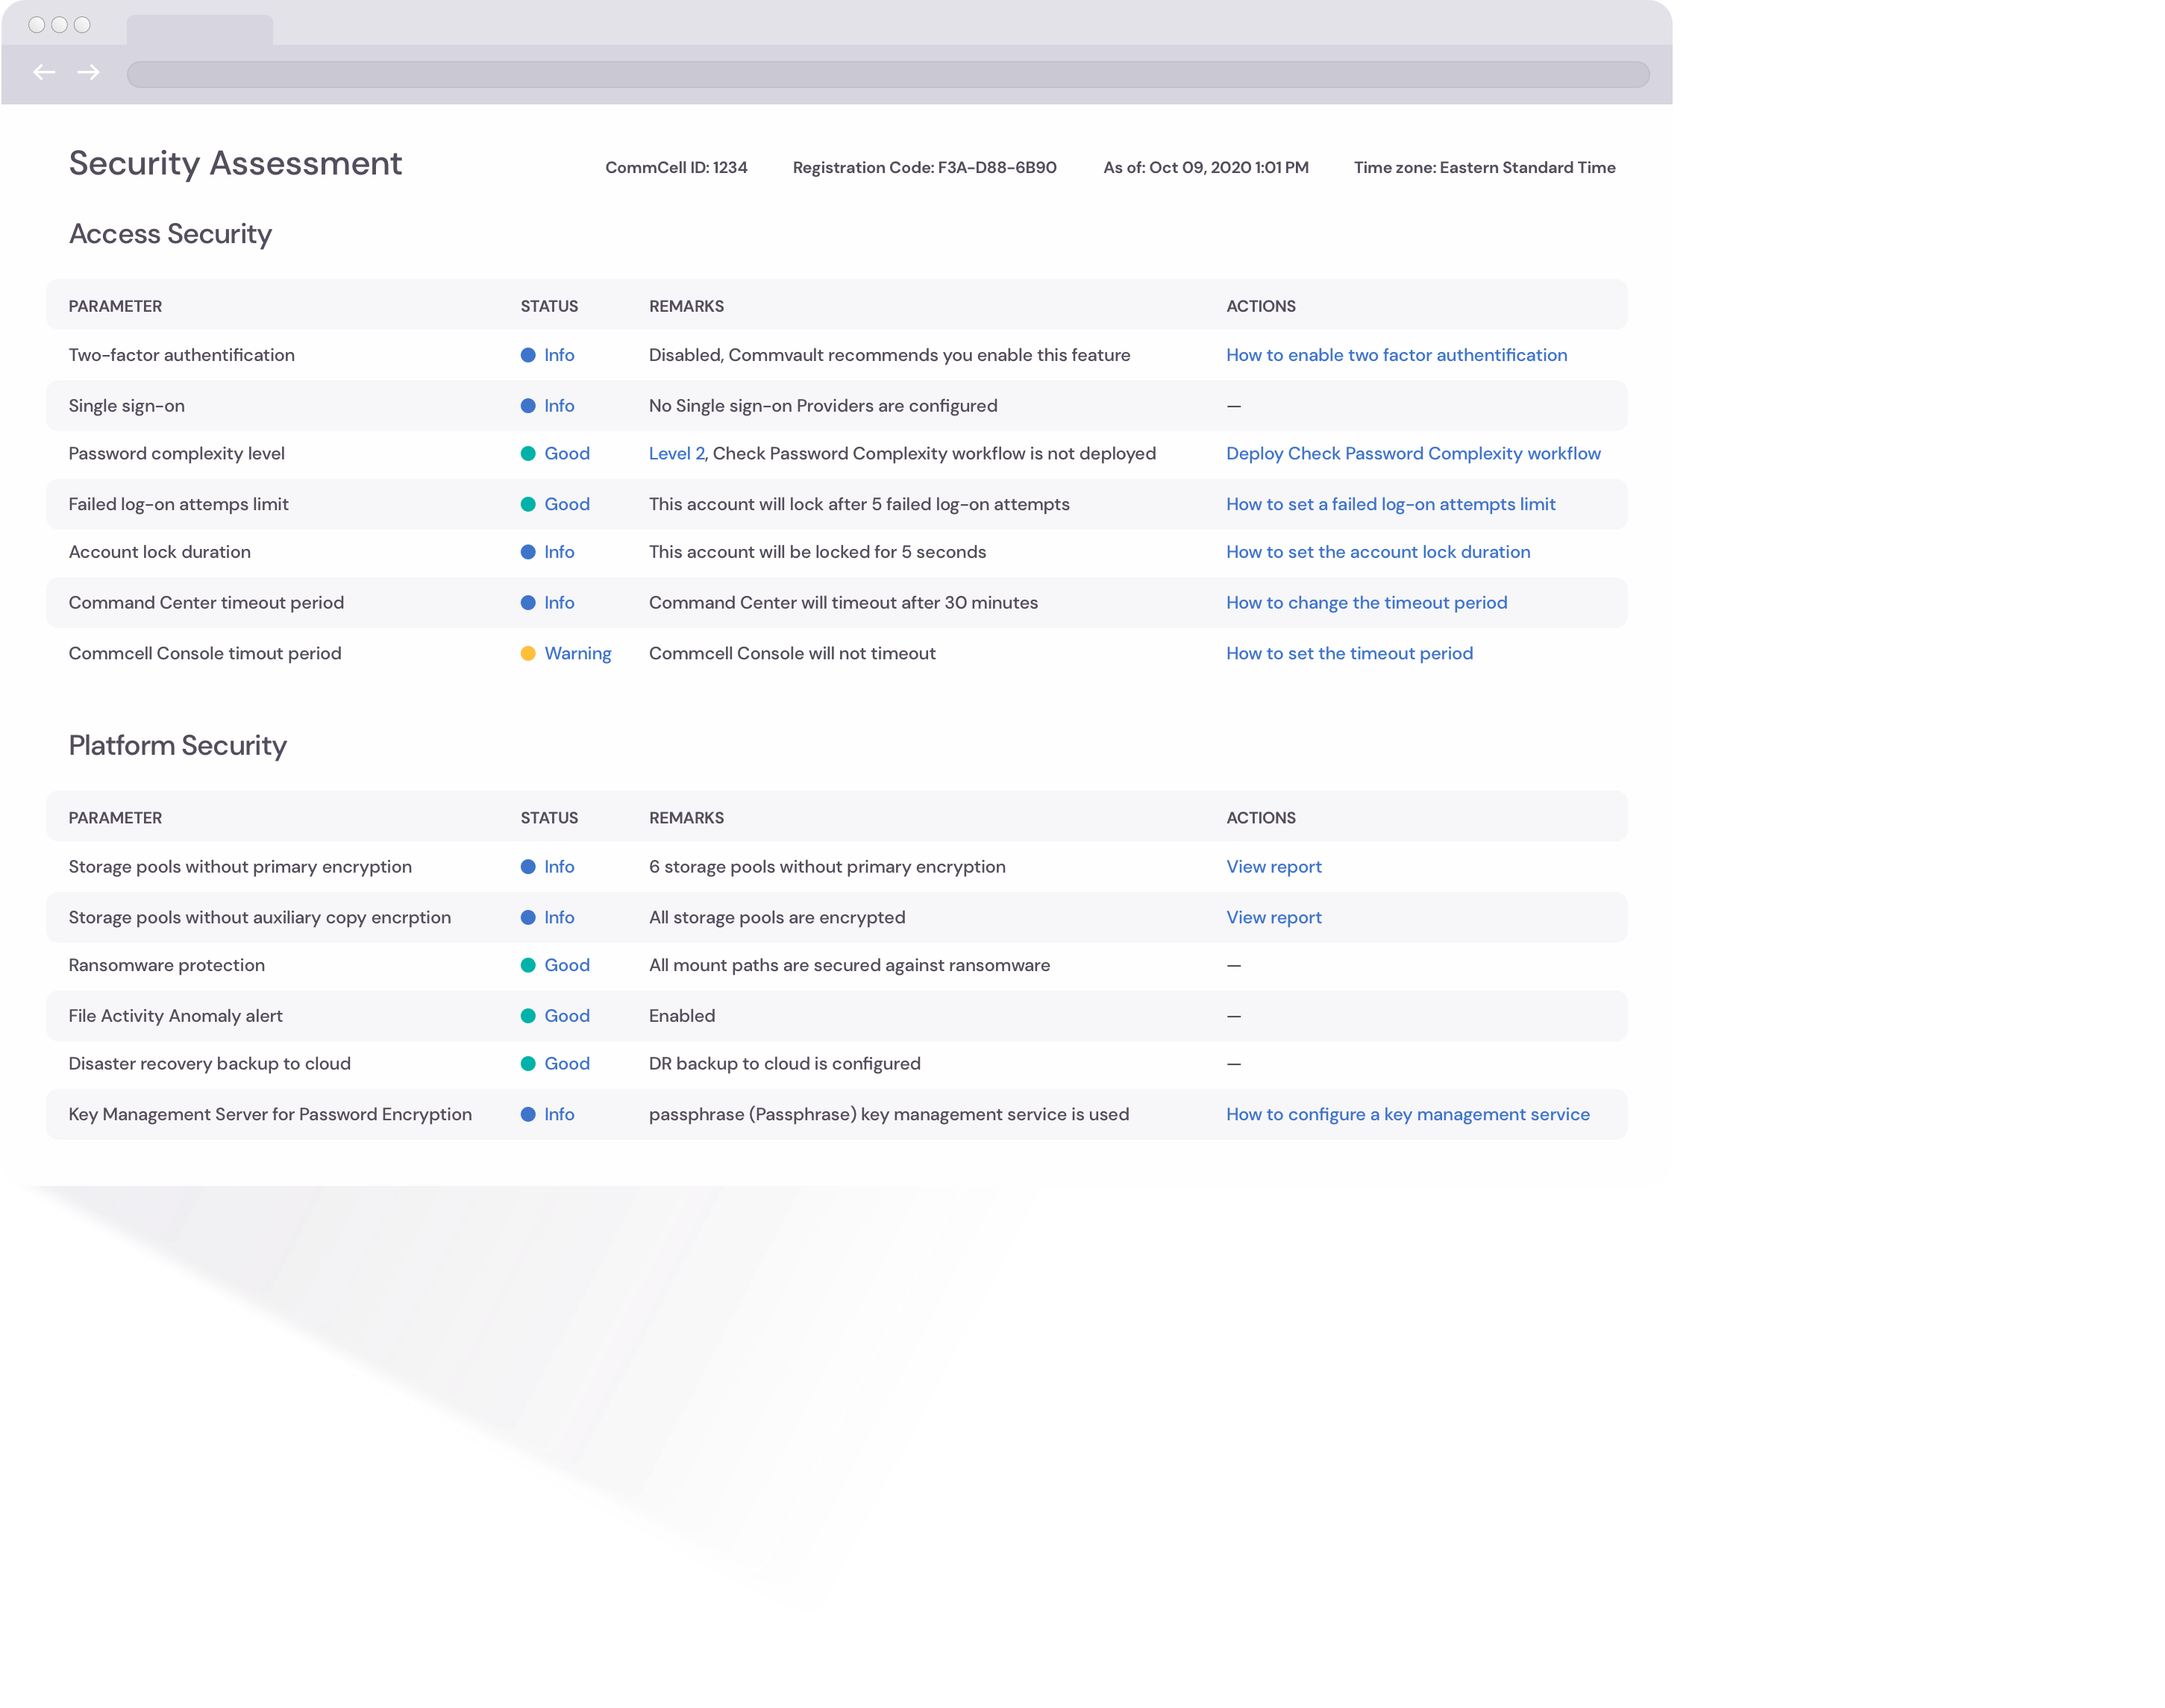 Security Assessment CommCell ID: 1234 Registration Code: F3A-D88-6B90 As of: Oct 09, 2020 1:01 PM Time zone: Eastern Standard Time
Access Security
PARAMETER STATUS REMARKS ACTIONS
Two-factor authentification Info Disabled, Commvault recommends you enable this feature How to enable two factor authentification
Single sign-on Info No Single sign-on Providers are configured —
Password complexity level Good Level 2, Check Password Complexity workflow is not deployed Deploy Check Password Complexity workflow
Failed log-on attemps limit Good This account will lock after 5 failed log-on attempts How to set a failed log-on attempts limit
Account lock duration Info This account will be locked for 5 seconds How to set the account lock duration
Command Center timeout period Info Command Center will timeout after 30 minutes How to change the timeout period
Commcell Console timout period Warning Commcell Console will not timeout How to set the timeout period
Platform Security
PARAMETER STATUS REMARKS ACTIONS
Storage pools without primary encryption Info 6 storage pools without primary encryption View report
Storage pools without auxiliary copy encrption Info All storage pools are encrypted View report
Ransomware protection Good All mount paths are secured against ransomware —
File Activity Anomaly alert Good Enabled —
Disaster recovery backup to cloud Good DR backup to cloud is configured —
Key Management Server for Password Encryption Info passphrase (Passphrase) key management service is used How to configure a key management service